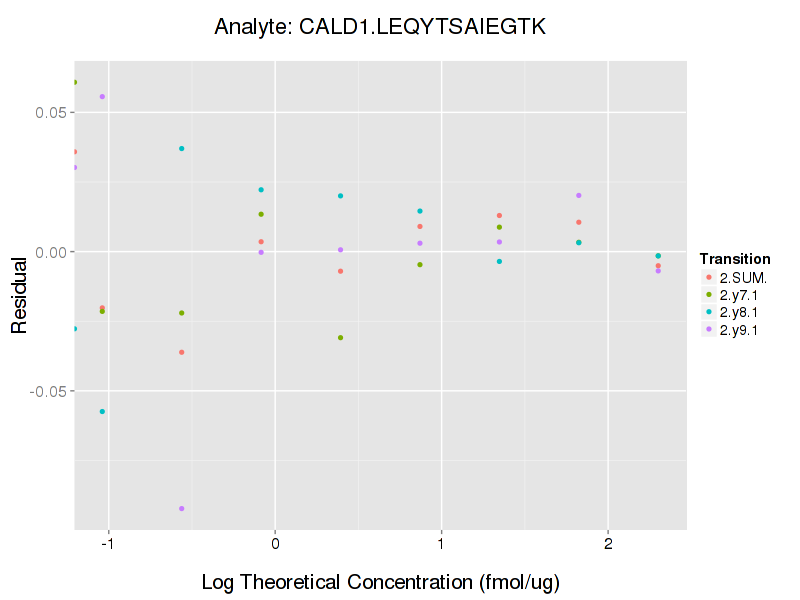 Analyte: CALD1.LEQYTSAIEGTK
0.05
0.00
-0.05
Residual
-1
0
1
2
Log Theoretical Concentration (fmol/ug)
Transition
2.SUM.
2.y7.1
2.y8.1
2.y9.1